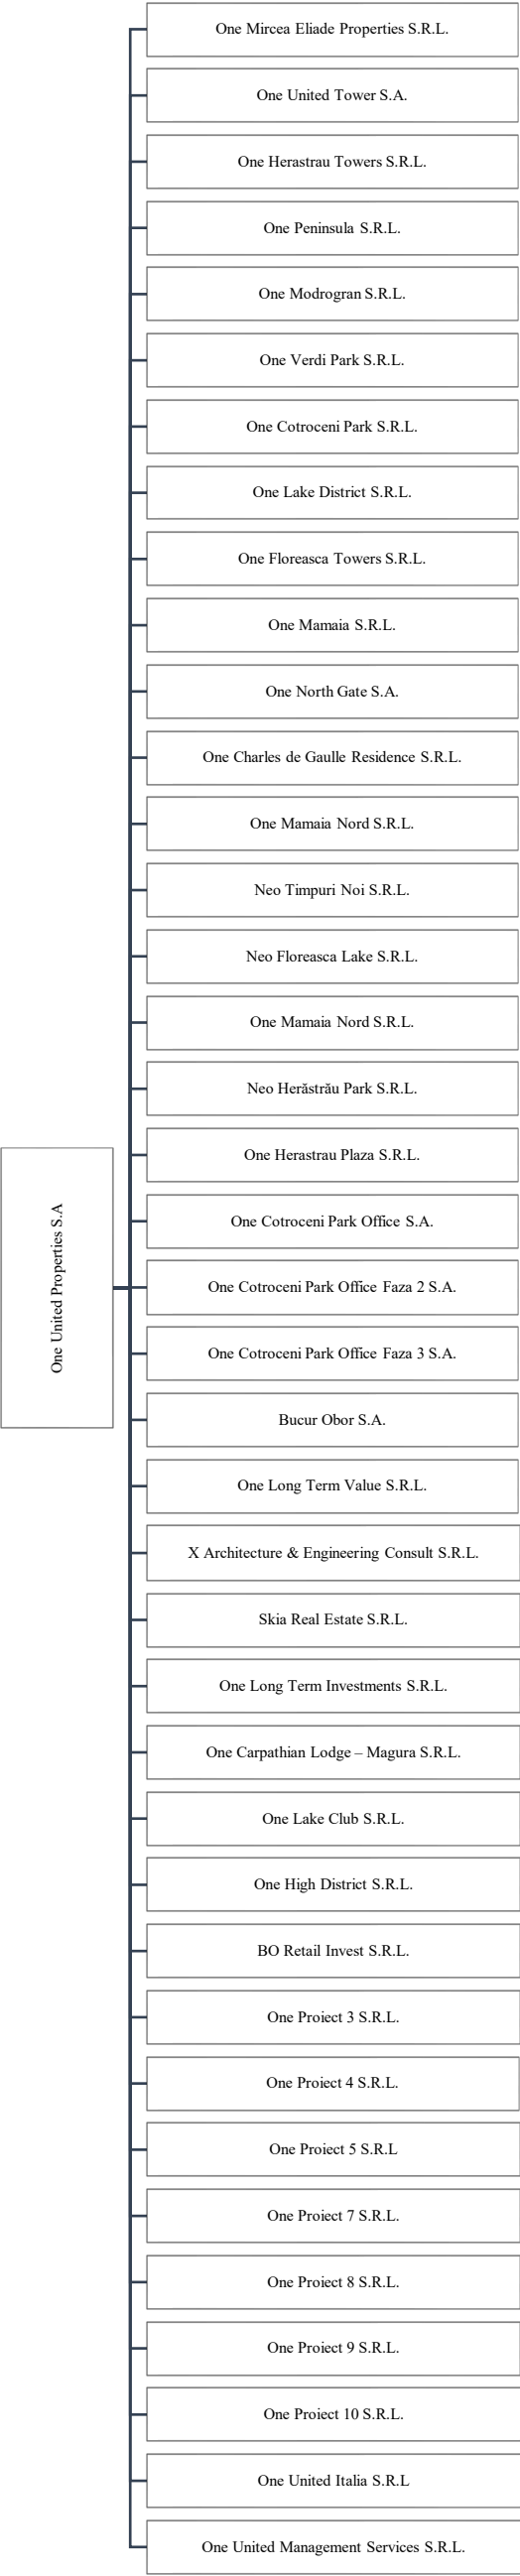 One United Properties S.A
One Mircea Eliade Properties S.R.L.
One United Tower S.A.
One Herastrau Towers S.R.L.
One Peninsula S.R.L.
One Modrogran S.R.L.
One Verdi Park S.R.L.
One Cotroceni Park S.R.L.
One Lake District S.R.L.
One Floreasca Towers S.R.L.
One Mamaia S.R.L.
One North Gate S.A.
One Charles de Gaulle Residence S.R.L.
One Mamaia Nord S.R.L.
Neo Timpuri Noi S.R.L.
Neo Floreasca Lake S.R.L.
One Mamaia Nord S.R.L.
Neo Herăstrău Park S.R.L.
One Herastrau Plaza S.R.L.
One Cotroceni Park Office S.A.
One Cotroceni Park Office Faza 2 S.A.
One Cotroceni Park Office Faza 3 S.A.
Bucur Obor S.A.
One Long Term Value S.R.L.
X Architecture & Engineering Consult S.R.L.
Skia Real Estate S.R.L.
One Long Term Investments S.R.L.
One Carpathian Lodge – Magura S.R.L.
One Lake Club S.R.L.
One High District S.R.L.
BO Retail Invest S.R.L.
One Proiect 3 S.R.L.
One Proiect 4 S.R.L.
One Proiect 5 S.R.L
One Proiect 7 S.R.L.
One Proiect 8 S.R.L.
One Proiect 9 S.R.L.
One Proiect 10 S.R.L.
One United Italia S.R.L
One United Management Services S.R.L.